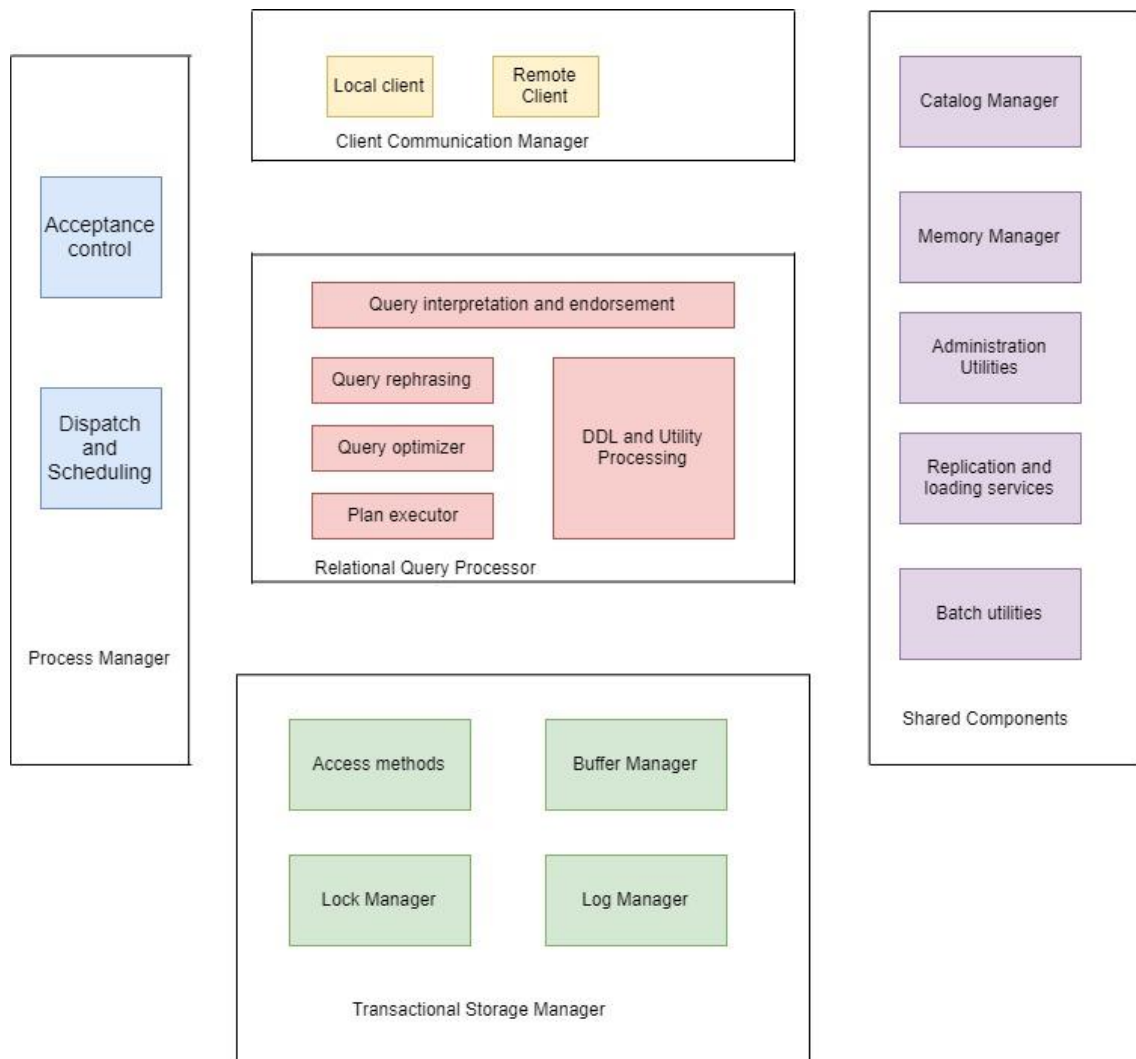 Local client
Remote
Client
Client Communication Manager
Acceptance
control
Dispatch
and
Scheduling
Process Manager
Query interpretation and endorsement
Query rephrasing
Query optimizer
Plan executor
DDL and Utility
Processing
Relational Query Processor
Access methods
Buffer Manager
Lock Manager
Log Manager
Transactional Storage Manager
Catalog Manager
Memory Manager
Administration
Utilities
Replication and
loading services
Batch utilities
Shared Components